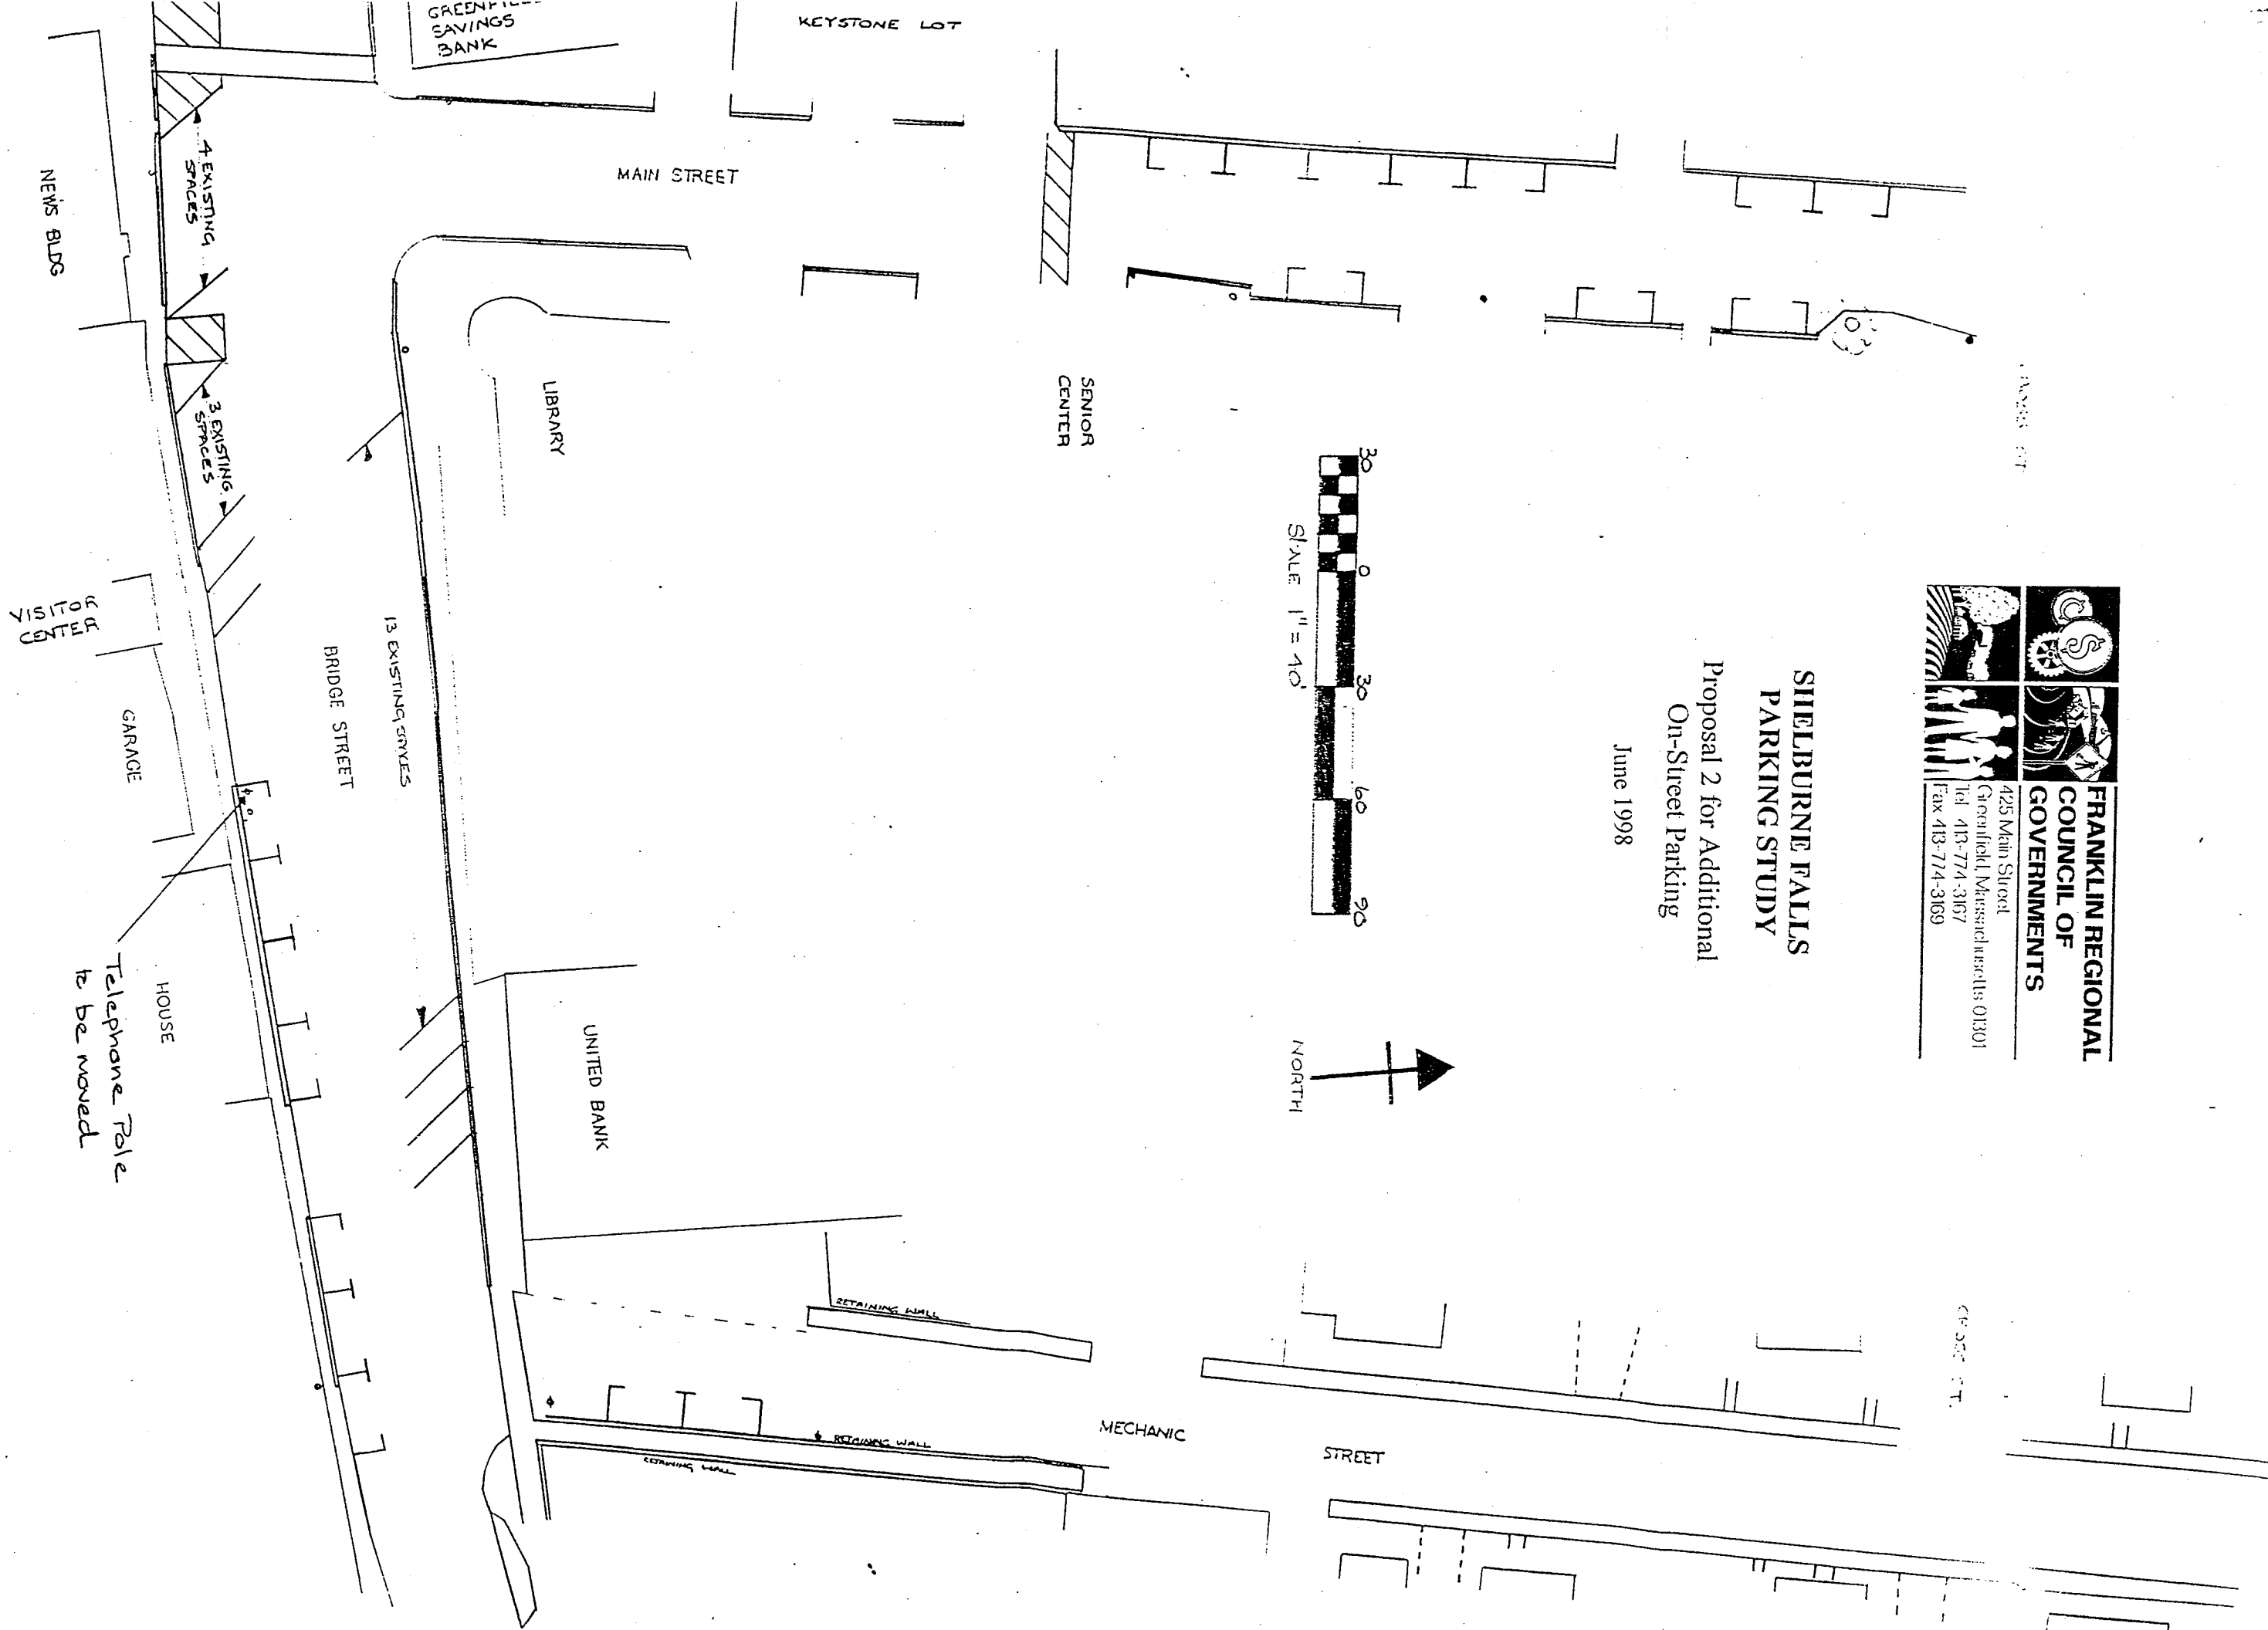 FRANKLIN REGIONAL
COUNCIL OF
GOVERNMENTS
425 Main Street
Greenfield, Massachusetts 01301
Tel 413-774-3167
Fax 413-774-3169
SHELBURNE FALLS
PARKING STUDY
Proposal 2 for Additional
On-Street Parking
June 1998
30 0 30 60 90
SCALE 1" = 40'
NORTH
KEYSTONE LOT
SAVINGS
BANK
MAIN STREET
4 EXISTING
SPACES
NEWS BLDG
3 EXISTING
SPACES
LIBRARY
SENIOR
CENTER
VISITOR
CENTER
GARAGE
BRIDGE STREET
13 EXISTING SPACES
HOUSE
Telephone Pole
to be moved
UNITED BANK
RETAINING WALL
RETAINING WALL
RETAINING WALL
MECHANIC
STREET
ST.